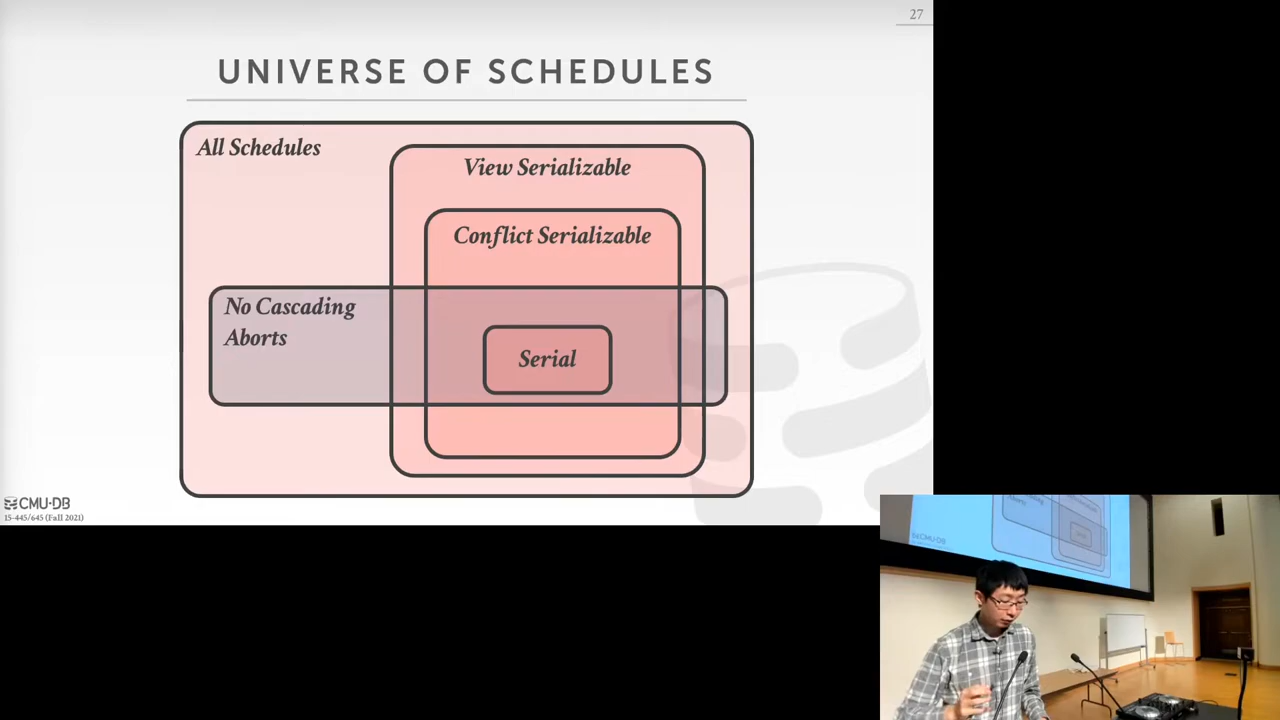 27
UNIVERSE OF SCHEDULES
All Schedules
View Serializable
Conflict Serializable
No Cascading
Aborts
Serial
CMU·DB
15-445/645 (Fall 2021)